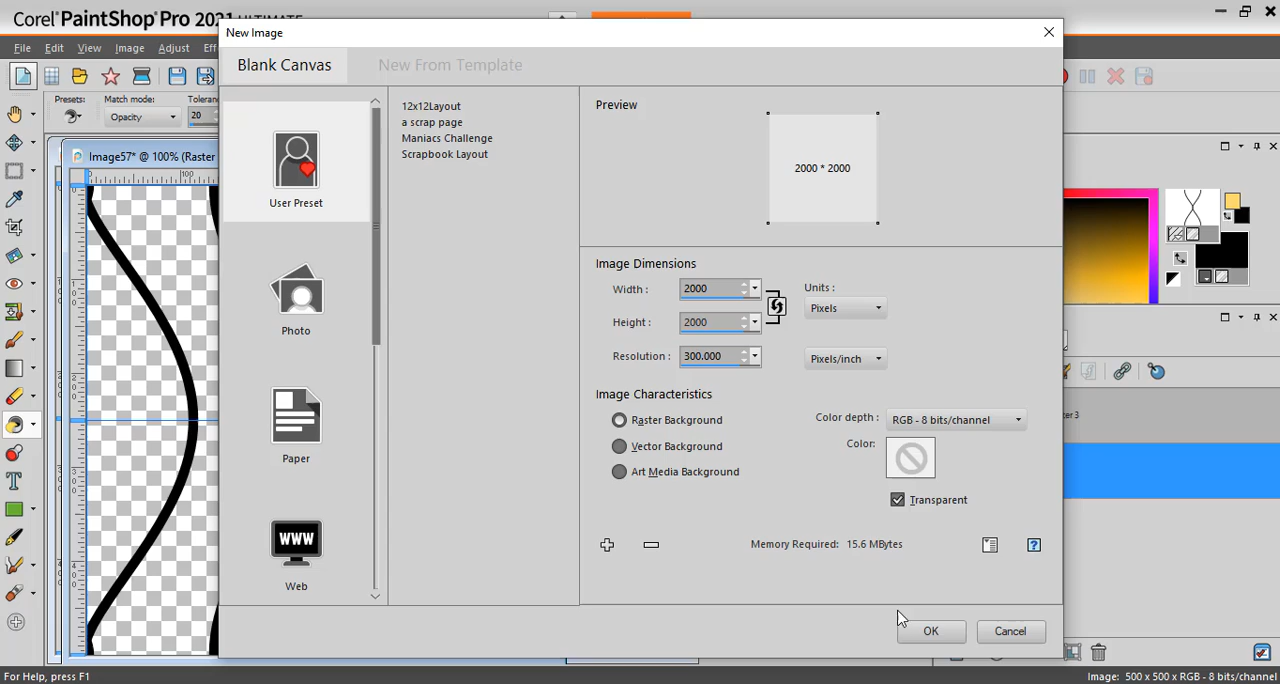 Corel PaintShop Pro 2021 ULTIMATE
New Image
File Edit View Image Adjust
Blank Canvas New From Template
Presets: Match mode:
Opacity 20
Image57* @ 100% (Raster
100
User Preset
Photo
Paper
WWW
Web
12x12Layout
a scrap page
Maniacs Challenge
Scrapbook Layout
Preview
2000 * 2000
Image Dimensions
Width : 2000
Height : 2000
Resolution : 300.000
Units :
Pixels
Pixels/inch
Image Characteristics
Raster Background
Vector Background
Art Media Background
Color depth : RGB - 8 bits/channel
Color:
Transparent
Memory Required: 15.6 MBytes
OK Cancel
For Help, press F1
Image: 500 x 500 x RGB - 8 bits/channel